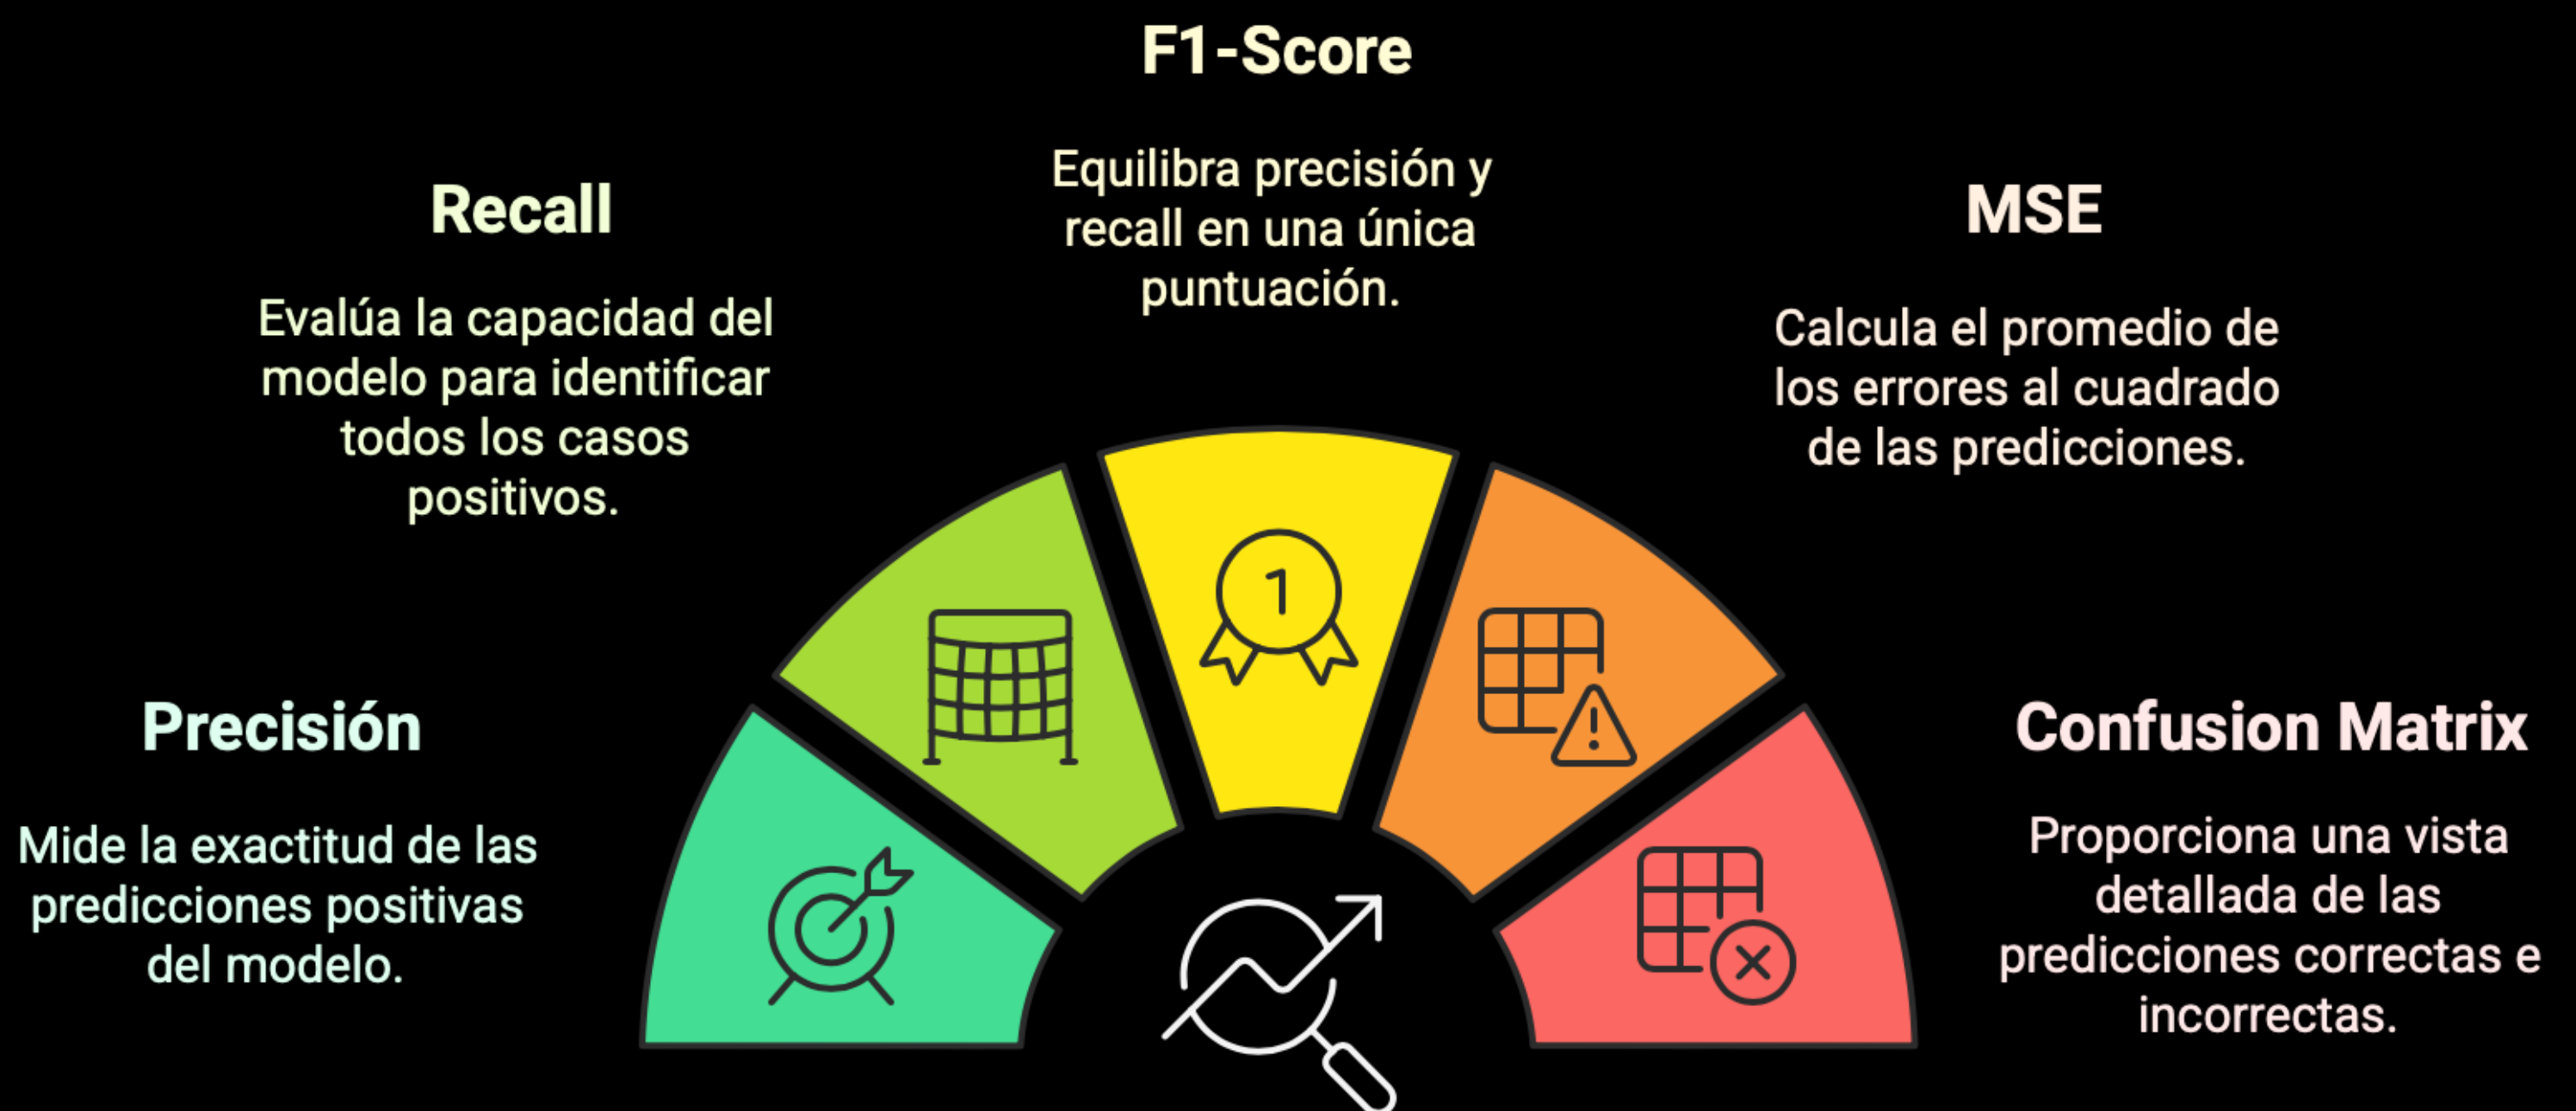 F1-Score
Equilibra precisión y
recall en una única
puntuación.
Recall
Evalúa la capacidad del
modelo para identificar
todos los casos
positivos.
MSE
Calcula el promedio de
los errores al cuadrado
de las predicciones.
1
Precisión
Mide la exactitud de las
predicciones positivas
del modelo.
Confusion Matrix
Proporciona una vista
detallada de las
predicciones correctas e
incorrectas.